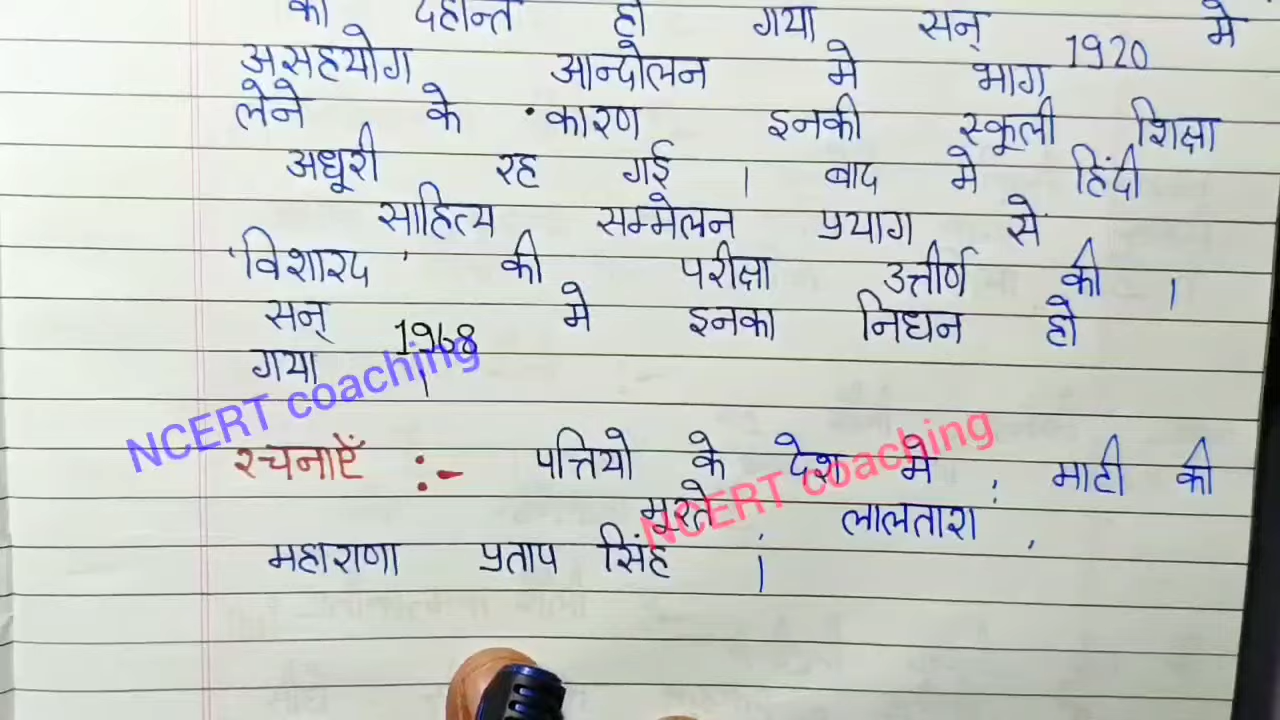 का देहान्त हो गया सन् 1920 में
असहयोग आन्दोलन मे भाग
लेने के कारण इनकी स्कूली शिक्षा
अधूरी रह गई । बाद मे हिंदी
साहित्य सम्मेलन प्रयाग से
'विशारद' की परीक्षा उत्तीर्ण की ।
सन् 1968 मे इनका निधन हो
गया ।
NCERT coaching
रचनाएँ :- पत्तियो के देश मे , माटी की
मूरते , लालतारा ,
NCERT coaching
महाराणा प्रताप सिंह ।